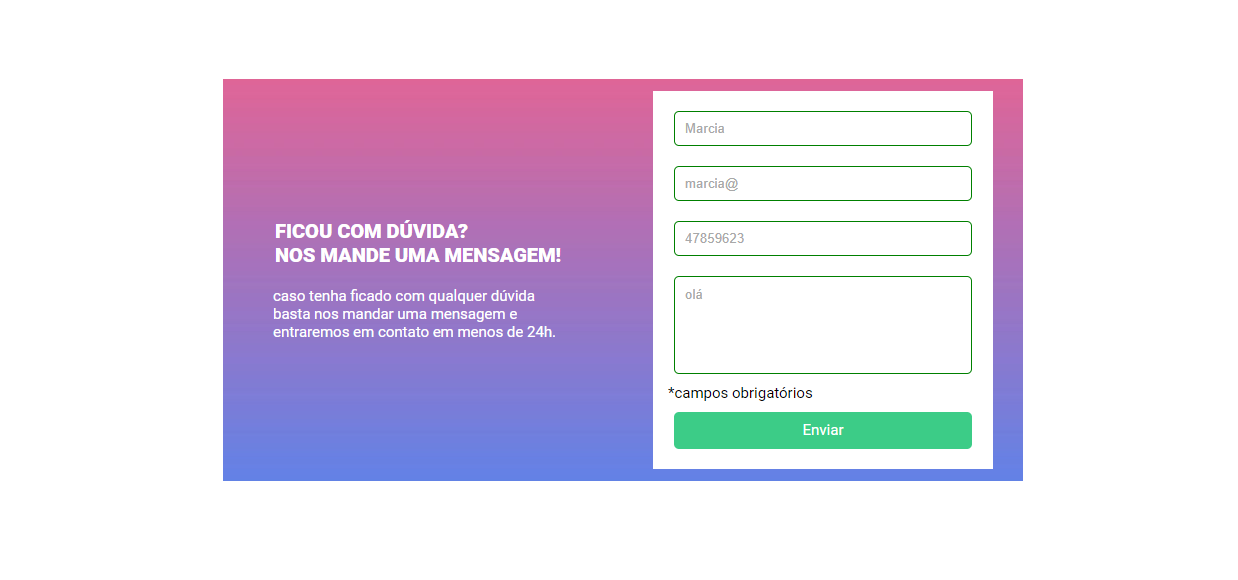 FICOU COM DÚVIDA?
NOS MANDE UMA MENSAGEM!
caso tenha ficado com qualquer dúvida
basta nos mandar uma mensagem e
entraremos em contato em menos de 24h.
Marcia
marcia@
47859623
olá
*campos obrigatórios
Enviar